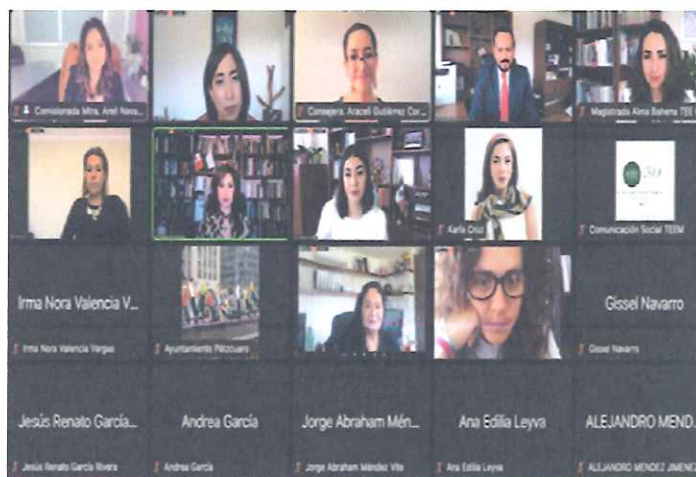 Comisionada Mtra. Areli Nava...
Consejera. Araceli Gutiérrez Cor...
Magistrada Alma Bahena TEE
Karla Cruz
30
Comunicación Social TEEM
Irma Nora Valencia V...
Gissel Navarro
Irma Nora Valencia Vargas
Ayuntamiento Pátzcuaro
Gissel Navarro
Jesús Renato García...
Andrea García
Jorge Abraham Mén...
Ana Edilia Leyva
ALEJANDRO MEND...
Jesús Renato García Rivera
Andrea García
Jorge Abraham Méndez Vite
Ana Edilia Leyva
ALEJANDRO MENDEZ JIMENEZ